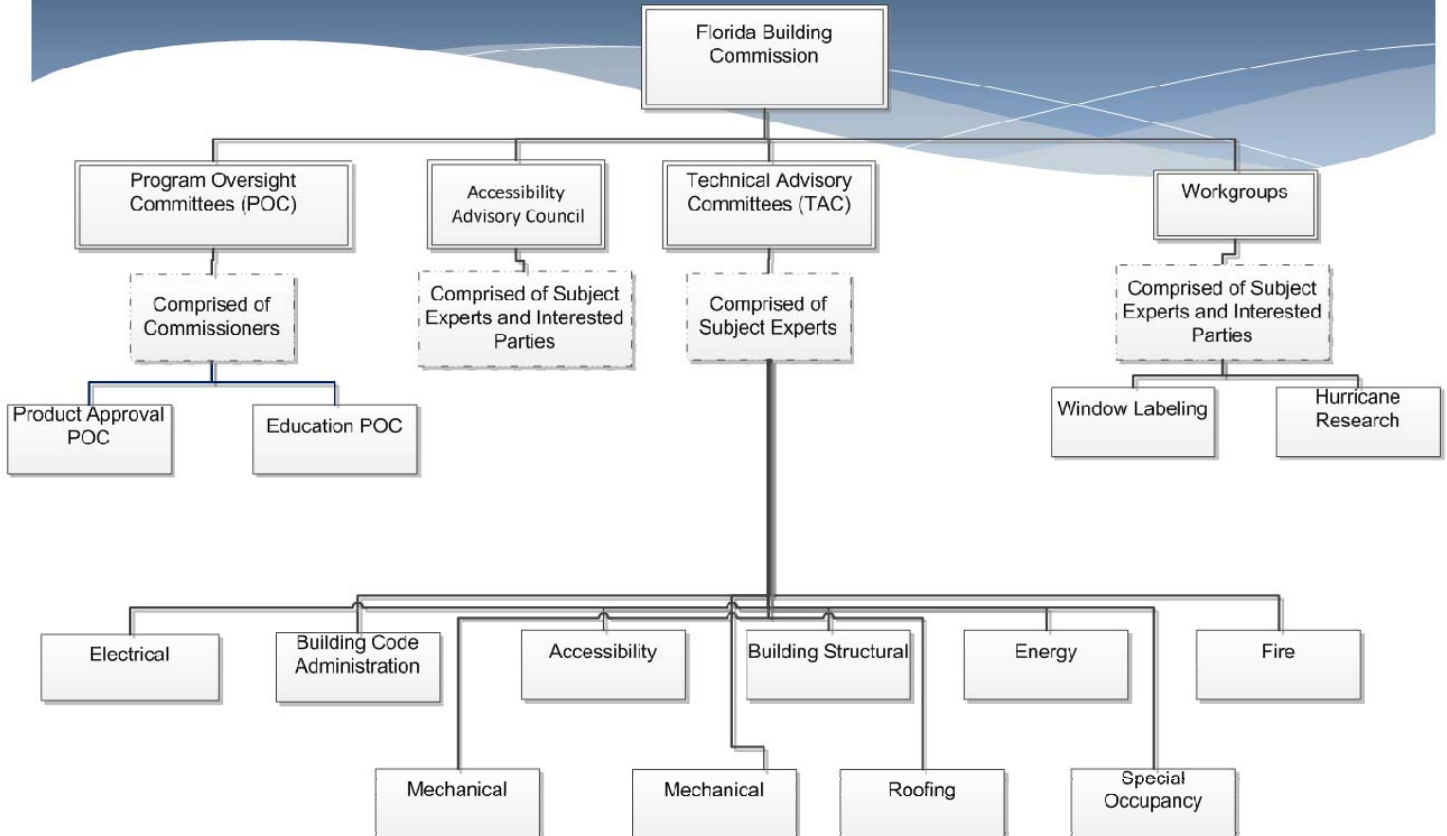 Florida Building
Commission
Program Oversight
Committees (POC)
Accessibility
Advisory Council
Technical Advisory
Committees (TAC)
Workgroups
Comprised of
Commissioners
Comprised of Subject
Experts and Interested
Parties
Comprised of
Subject Experts
Comprised of Subject
Experts and Interested
Parties
Product Approval
POC
Education POC
Window Labeling
Hurricane
Research
Electrical
Building Code
Administration
Accessibility
Building Structural
Energy
Fire
Mechanical
Mechanical
Roofing
Special
Occupancy